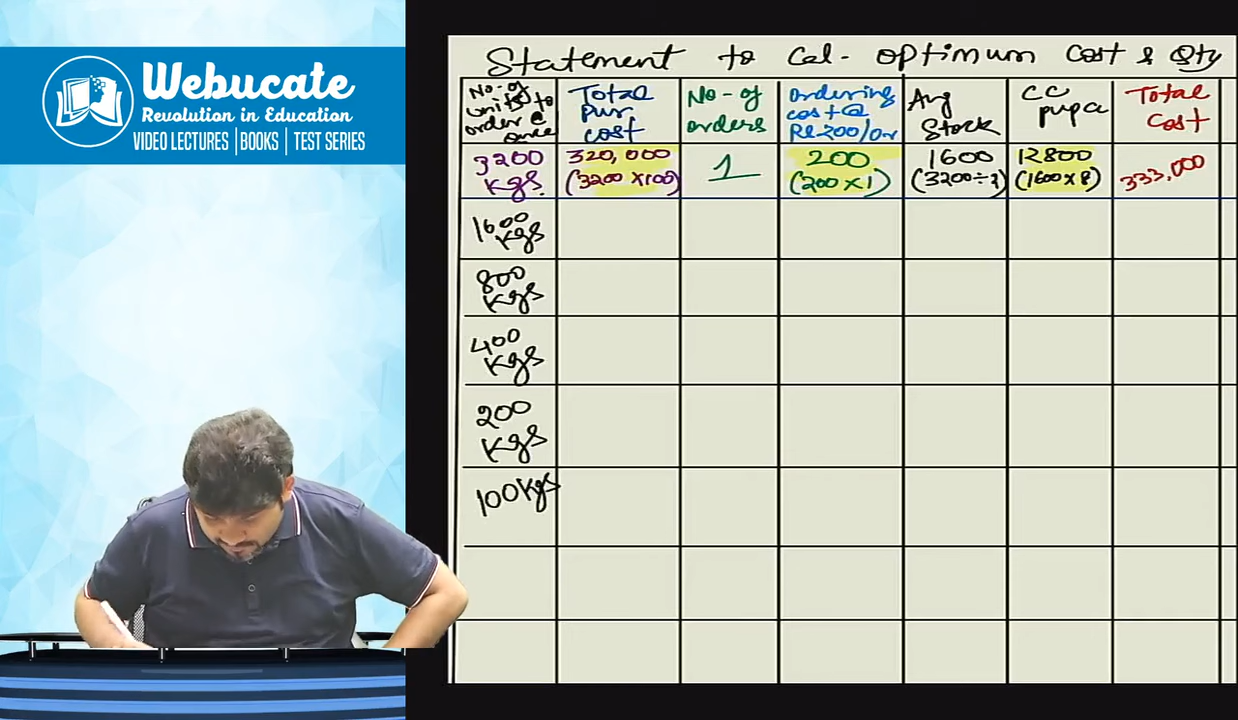 Webucate
Revolution in Education
VIDEO LECTURES | BOOKS | TEST SERIES
Statement to Cal- optimum Cost & Qty
No-of
units to
order @
once
Total
pur
cost
No-of
orders
ordering
cost @
RS 200/Or
Avg
Stock
CC
pupa
Total
Cost
3200
Kgs
320,000
(3200 x 100)
1
200
(200 x 1)
1600
(3200÷2)
12800
(1600 x 8)
333,000
1600
Kgs
800
Kgs
400
Kgs
200
Kgs
100 Kgs